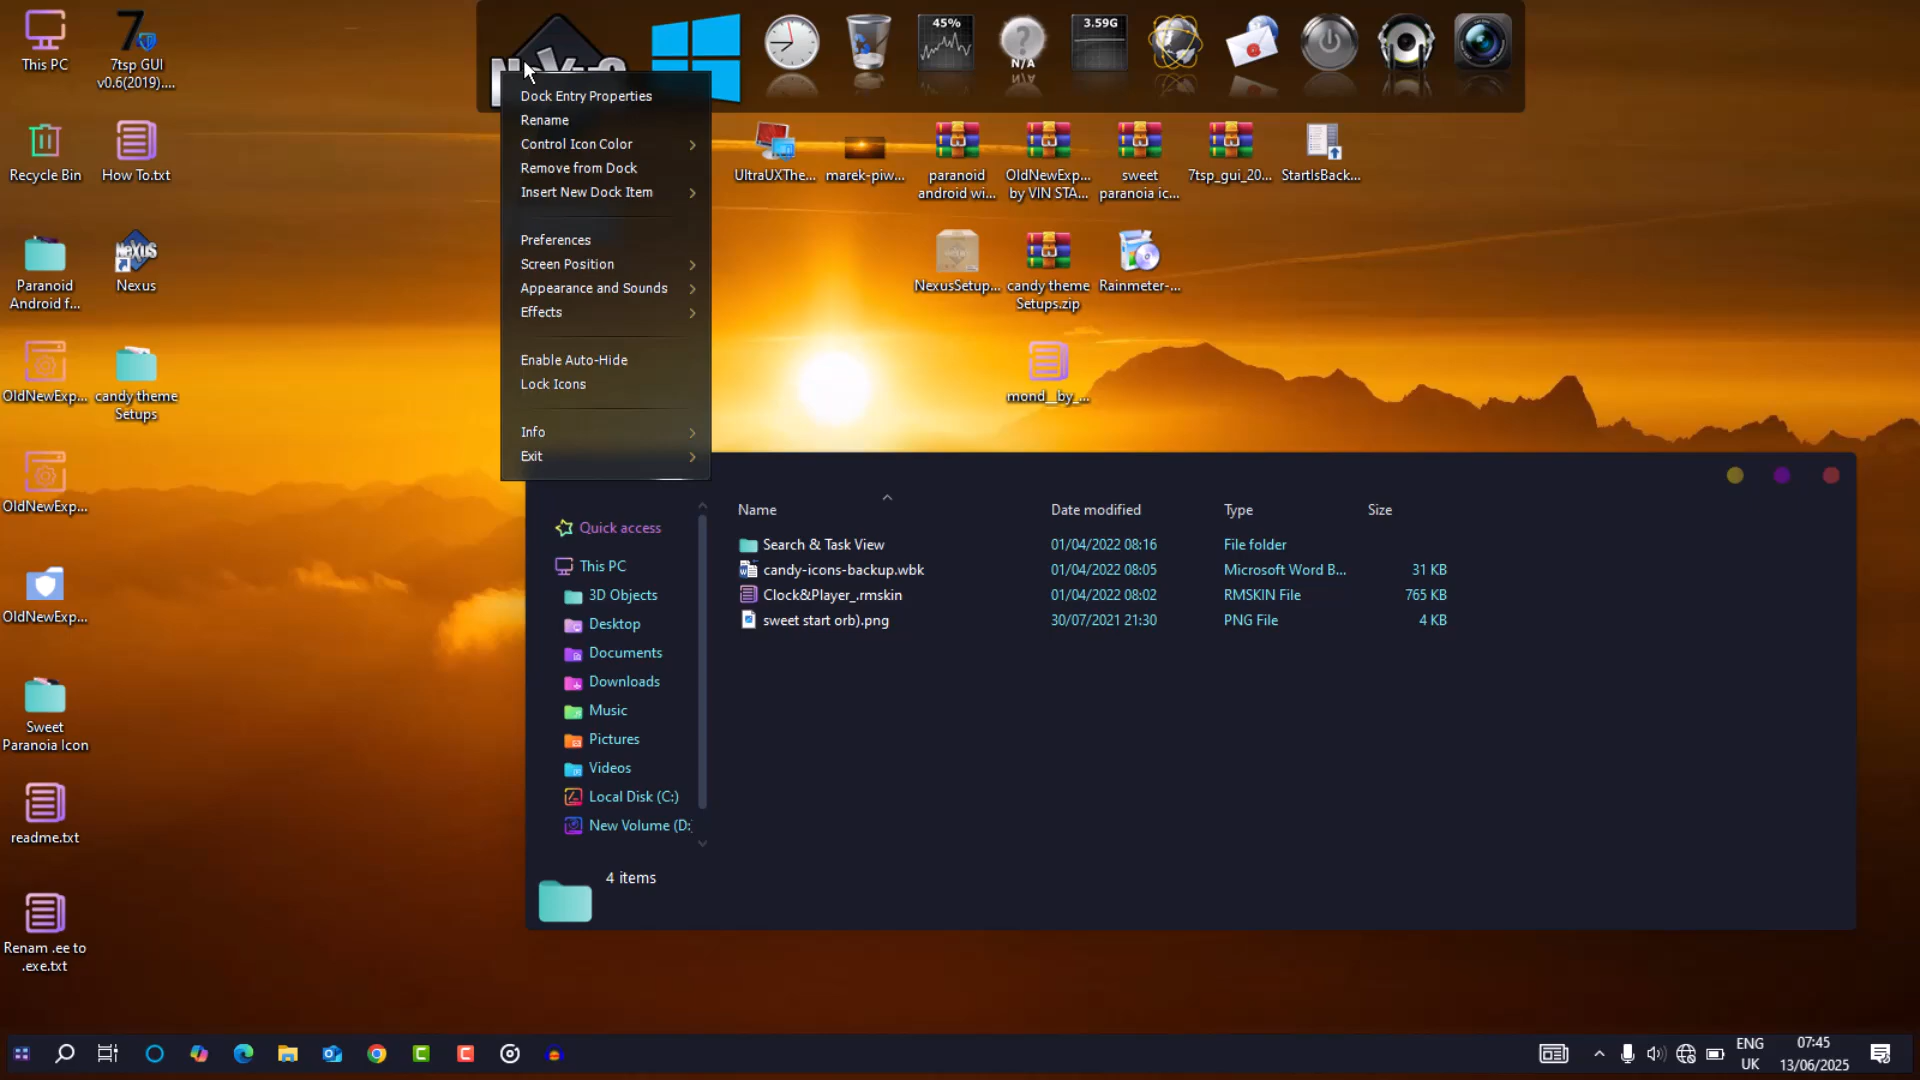 This PC
7tsp GUI
v0.6(2019)....
Recycle Bin
How To.txt
Paranoid
Android f...
NeXuS
Nexus
OldNewExp...
candy theme
Setups
OldNewExp...
OldNewExp...
Sweet
Paranoia Icon
readme.txt
Renam .ee to
.exe.txt
45%
?
N/A
3.59G
Dock Entry Properties
Rename
Control Icon Color
Remove from Dock
Insert New Dock Item
Preferences
Screen Position
Appearance and Sounds
Effects
Enable Auto-Hide
Lock Icons
Info
Exit
UltraUXThe...
marek-piw...
paranoid
android wi...
OldNewExp...
by VIN STA...
sweet
paranoia ic...
7tsp_gui_20...
StartIsBack...
NexusSetup...
candy theme
Setups.zip
Rainmeter-...
mond__by_...
Name
Date modified
Type
Size
Quick access
This PC
3D Objects
Desktop
Documents
Downloads
Music
Pictures
Videos
Local Disk (C:)
New Volume (D:
Search & Task View
01/04/2022 08:16
File folder
candy-icons-backup.wbk
01/04/2022 08:05
Microsoft Word B...
31 KB
Clock&Player_.rmskin
01/04/2022 08:02
RMSKIN File
765 KB
sweet start orb).png
30/07/2021 21:30
PNG File
4 KB
4 items
ENG
UK
07:45
13/06/2025